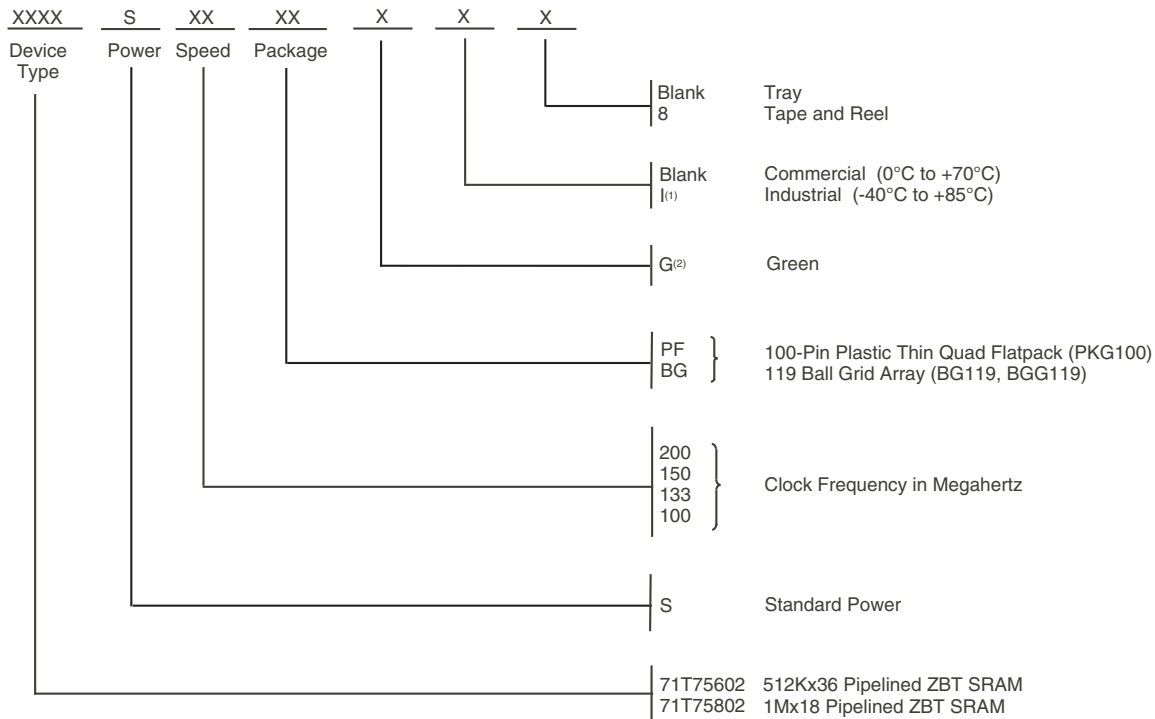 XXXX S XX XX X X X
Device Type Power Speed Package
Blank Tray
8 Tape and Reel
Blank Commercial (0°C to +70°C)
I(1) Industrial (-40°C to +85°C)
G(2) Green
PF 100-Pin Plastic Thin Quad Flatpack (PKG100)
BG 119 Ball Grid Array (BG119, BGG119)
200
150
133
100
Clock Frequency in Megahertz
S Standard Power
71T75602 512Kx36 Pipelined ZBT SRAM
71T75802 1Mx18 Pipelined ZBT SRAM